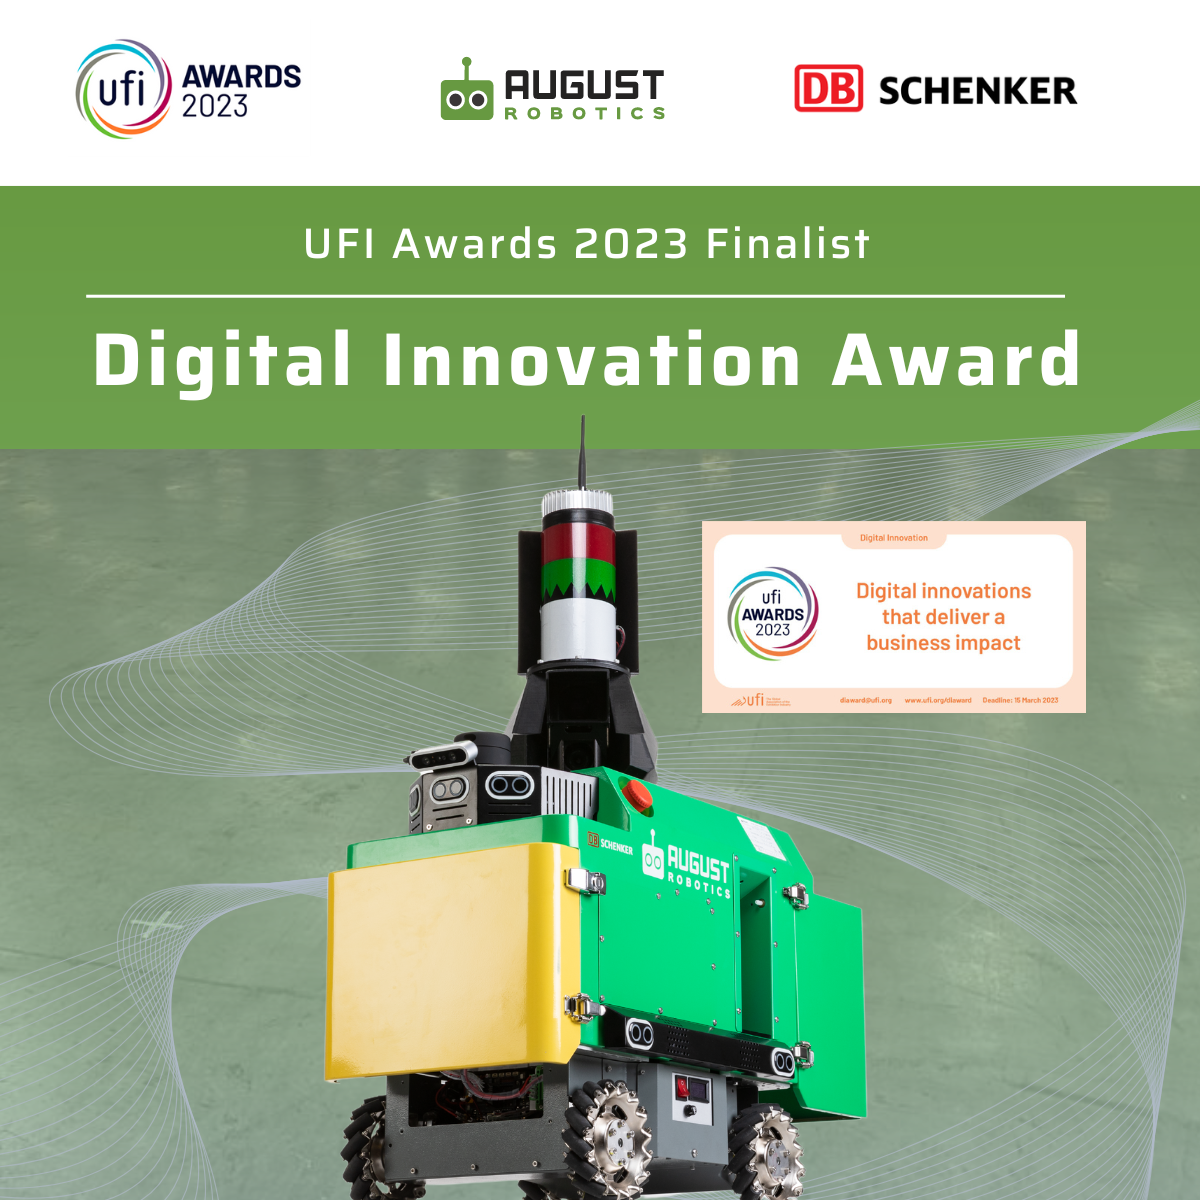 ufi AWARDS
2023
AUGUST
ROBOTICS
DB SCHENKER
UFI Awards 2023 Finalist
Digital Innovation Award
Digital Innovation
ufi
AWARDS
2023
Digital innovations
that deliver a
business impact
ufi
diaward@ufi.org www.ufi.org/diaward Deadline: 15 March 2023
DB SCHENKER
AUGUST
ROBOTICS